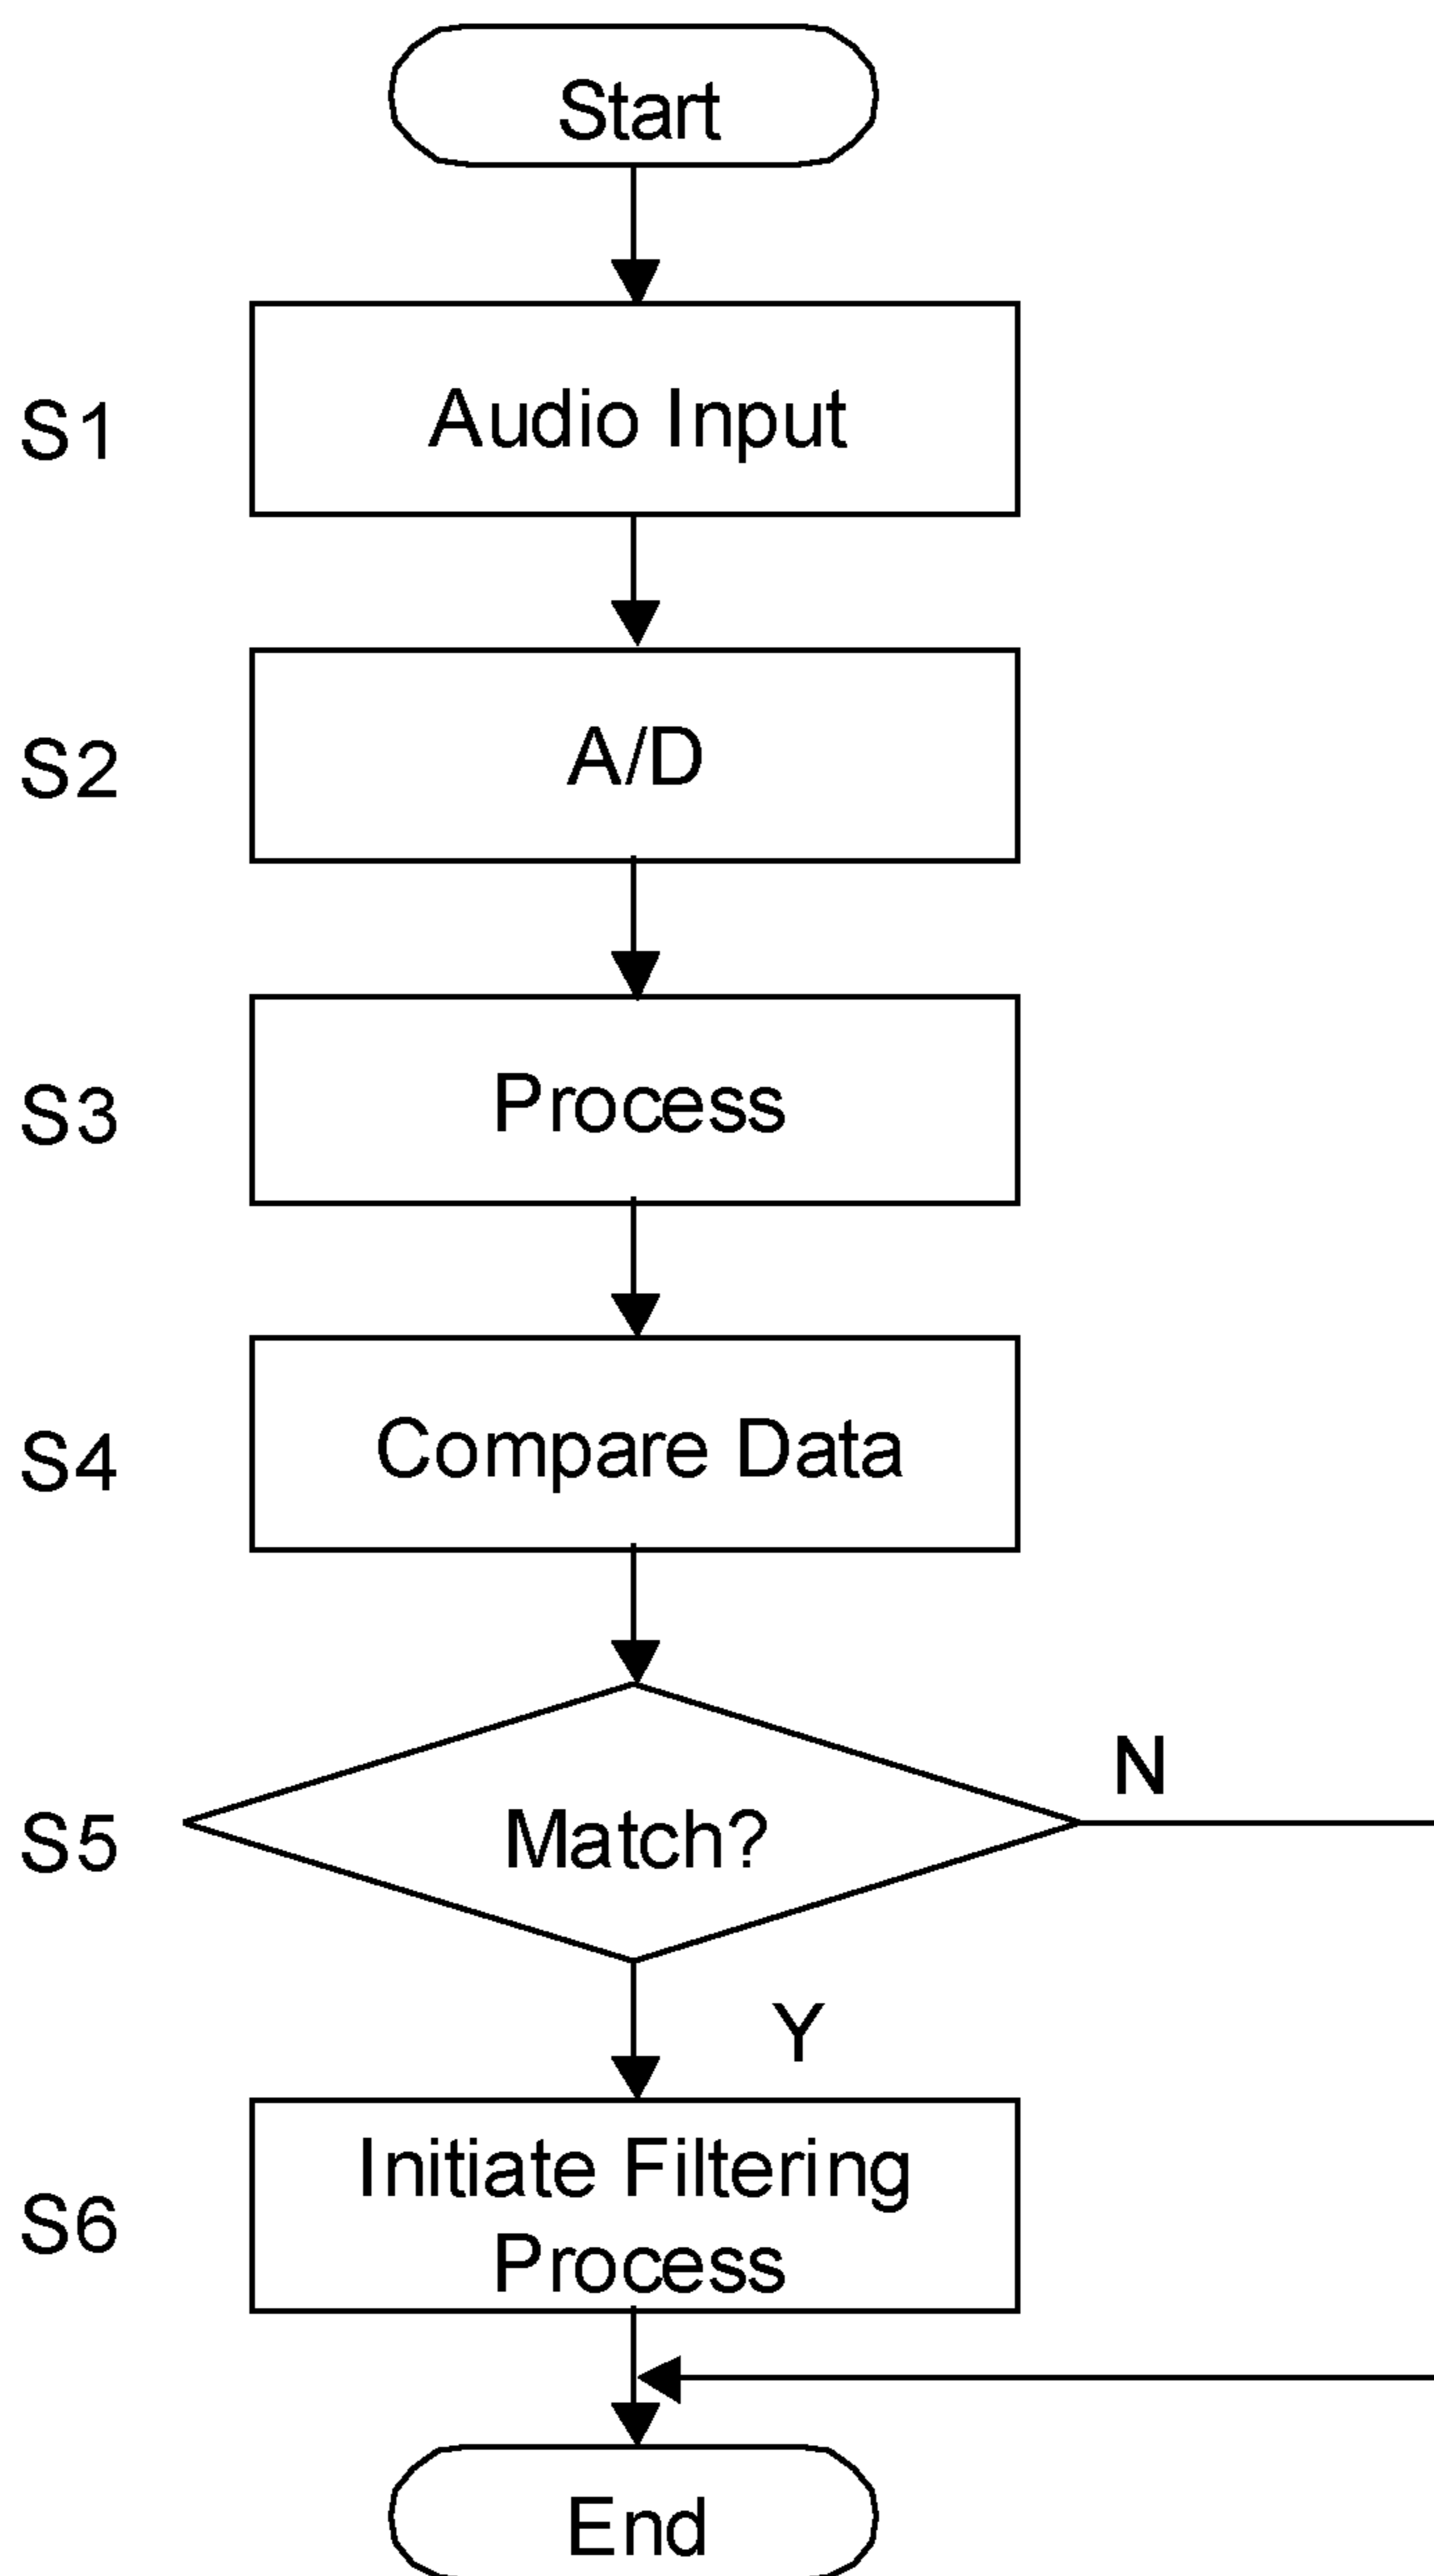 Start
S1
Audio Input
S2
A/D
S3
Process
S4
Compare Data
N
S5
Match?
Y
Initiate Filtering
S6
Process
End